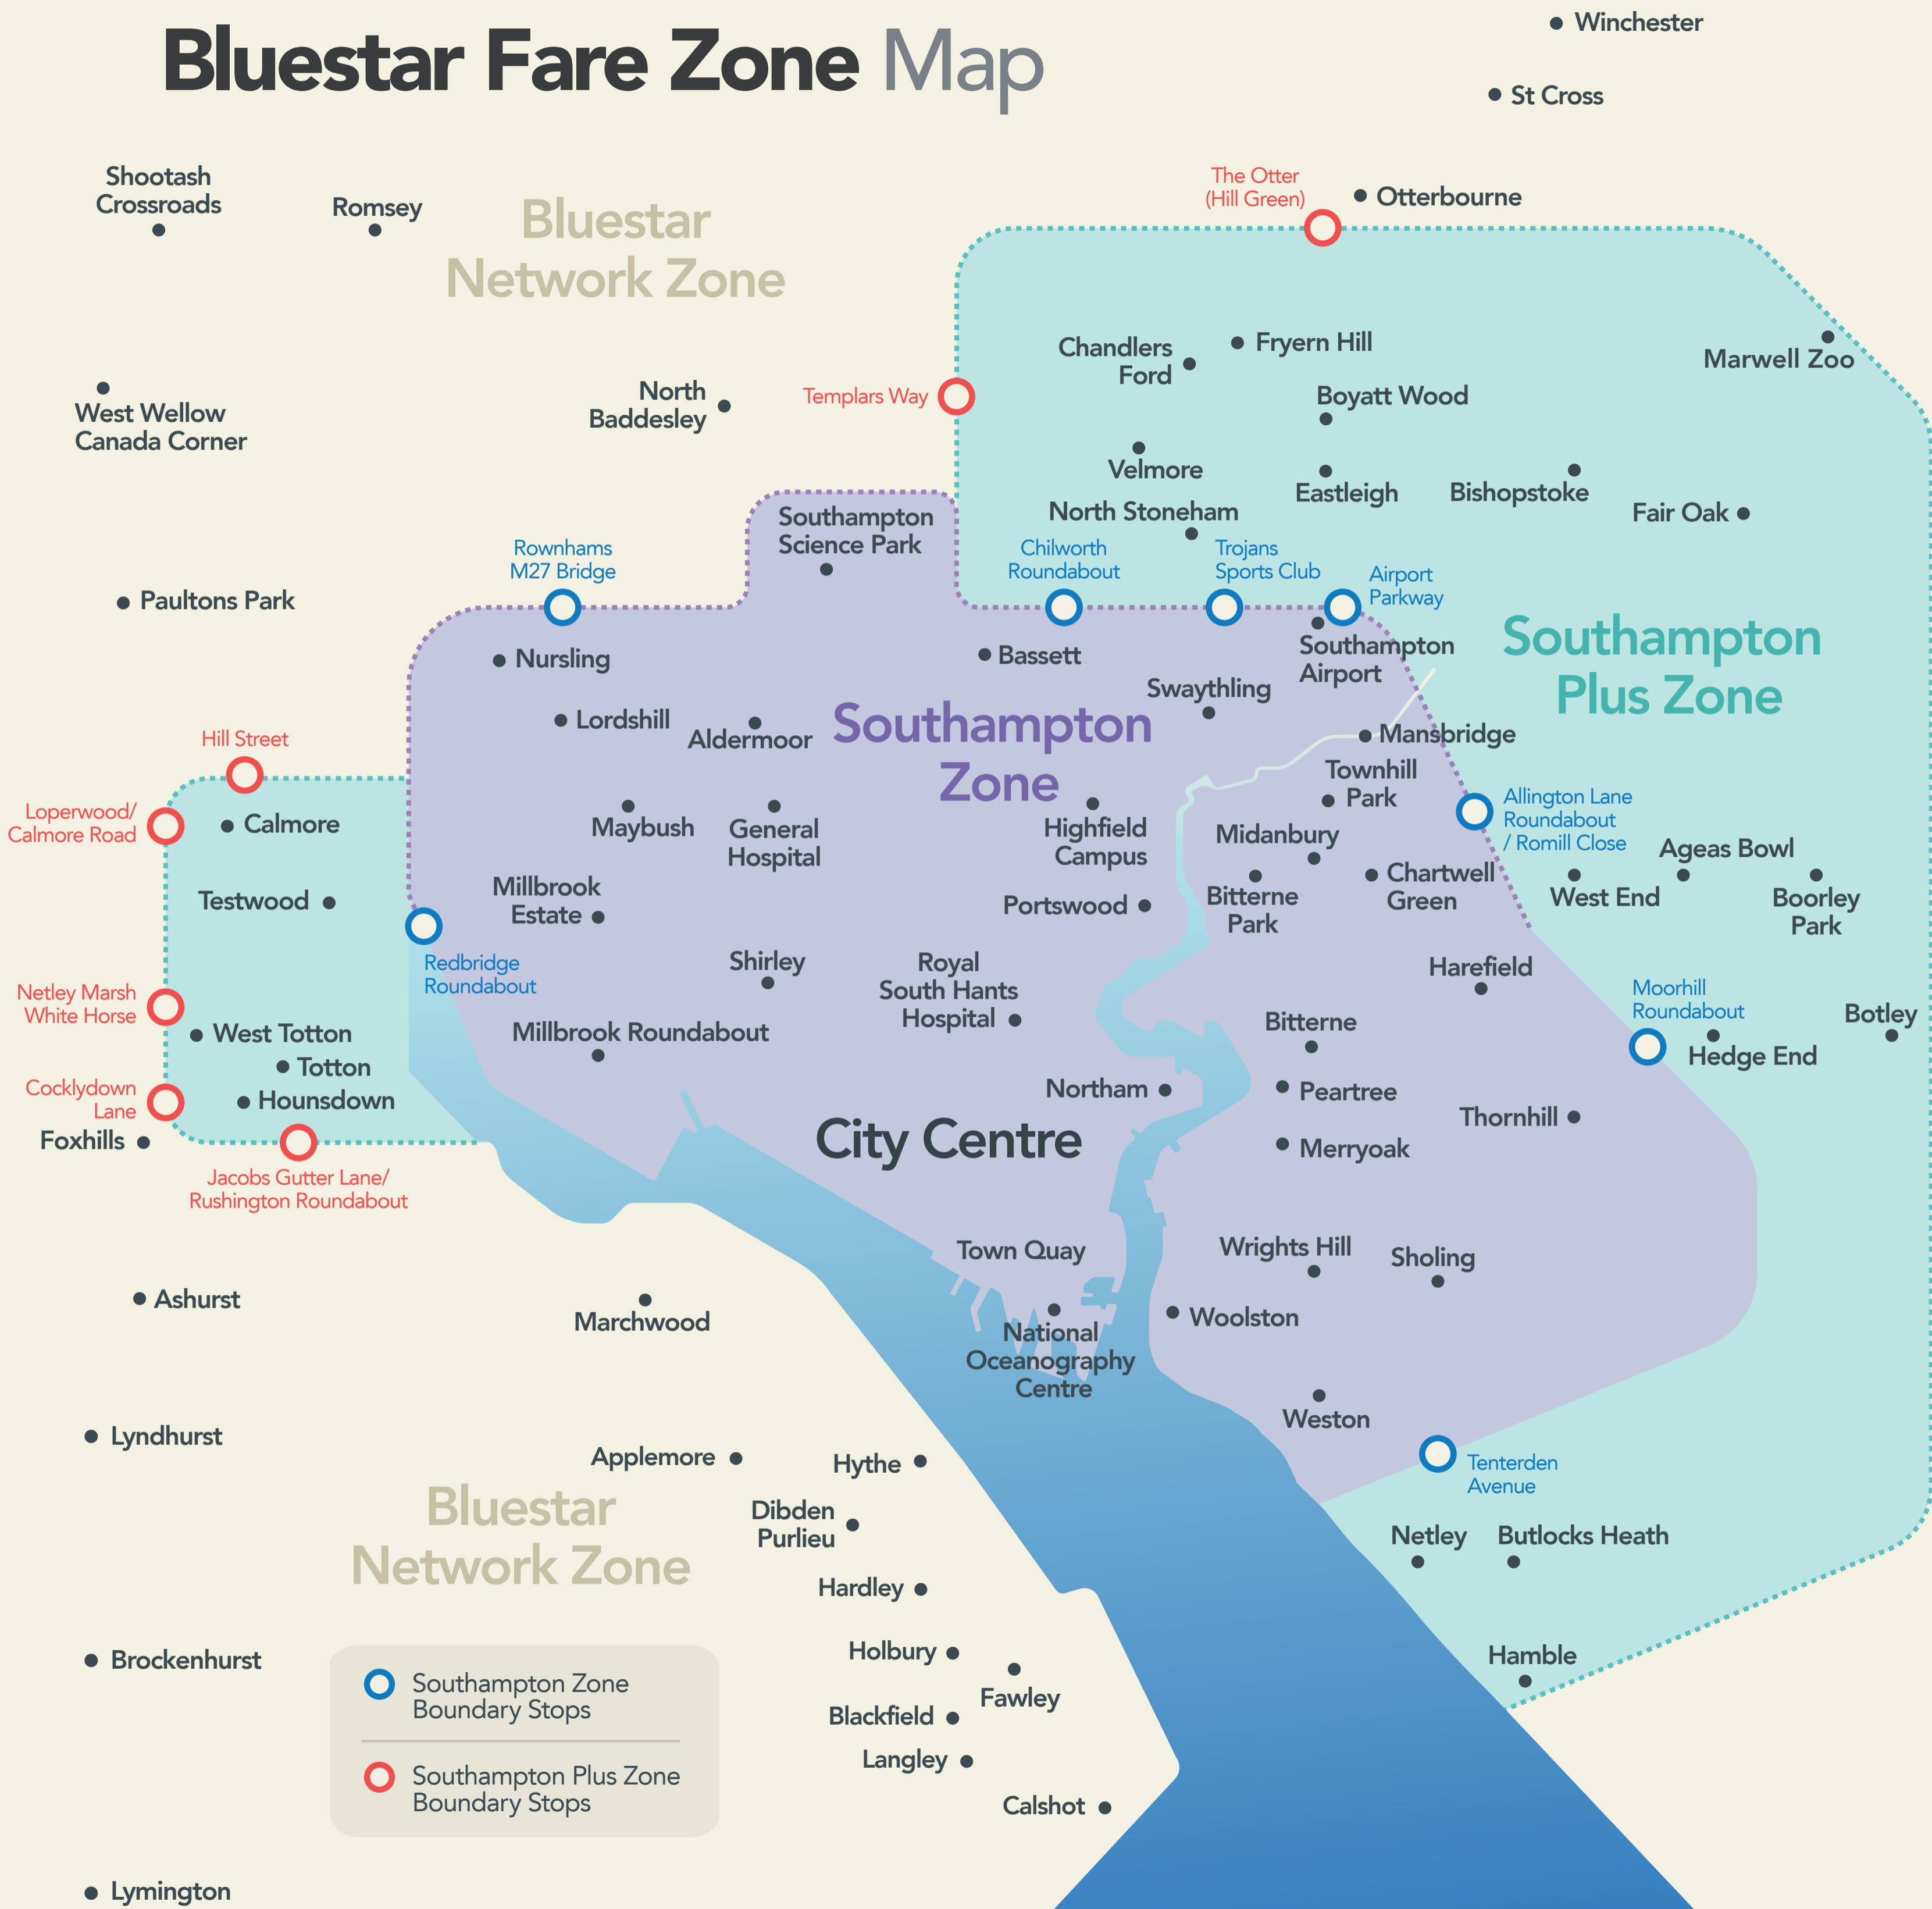 Bluestar Fare Zone Map
Winchester
St Cross
Shootash
Crossroads
Romsey
Bluestar
Network Zone
The Otter
(Hill Green)
Otterbourne
West Wellow
Canada Corner
North
Baddesley
Templars Way
Chandlers
Ford
Fryern Hill
Boyatt Wood
Marwell Zoo
Velmore
Eastleigh
Bishopstoke
Fair Oak
North Stoneham
Southampton
Science Park
Rownhams
M27 Bridge
Chilworth
Roundabout
Trojans
Sports Club
Airport
Parkway
Paultons Park
Southampton
Plus Zone
Nursling
Bassett
Southampton
Airport
Swaythling
Lordshill
Aldermoor
Southampton
Zone
Mansbridge
Hill Street
Loperwood/
Calmore Road
Calmore
Townhill
Park
Allington Lane
Roundabout
/ Romill Close
Maybush
General
Hospital
Highfield
Campus
Midanbury
Ageas Bowl
Testwood
Millbrook
Estate
Portswood
Bitterne
Park
Chartwell
Green
West End
Boorley
Park
Redbridge
Roundabout
Shirley
Royal
South Hants
Hospital
Harefield
Moorhill
Roundabout
Botley
Netley Marsh
White Horse
West Totton
Millbrook Roundabout
Bitterne
Hedge End
Totton
Cocklydown
Lane
Hounsdown
Northam
Peartree
Thornhill
Foxhills
City Centre
Merryoak
Jacobs Gutter Lane/
Rushington Roundabout
Town Quay
Wrights Hill
Sholing
Ashurst
Marchwood
National
Oceanography
Centre
Woolston
Weston
Lyndhurst
Applemore
Hythe
Tenterden
Avenue
Bluestar
Network Zone
Dibden
Purlieu
Netley
Butlocks Heath
Hardley
Brockenhurst
Holbury
Fawley
Hamble
Southampton Zone
Boundary Stops
Blackfield
Langley
Southampton Plus Zone
Boundary Stops
Calshot
Lymington